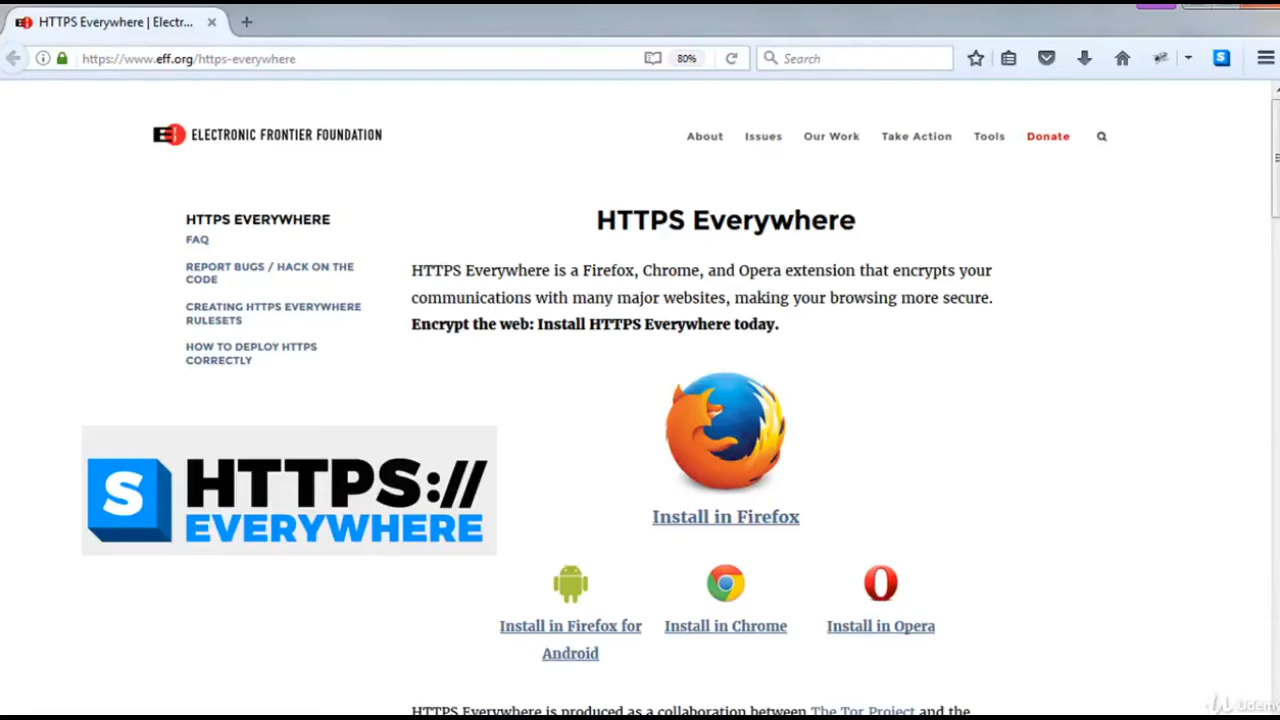 HTTPS Everywhere | Electr...
https://www.eff.org/https-everywhere
80%
Search
S
ELECTRONIC FRONTIER FOUNDATION
About
Issues
Our Work
Take Action
Tools
Donate
HTTPS EVERYWHERE
FAQ
REPORT BUGS / HACK ON THE
CODE
CREATING HTTPS EVERYWHERE
RULESETS
HOW TO DEPLOY HTTPS
CORRECTLY
HTTPS Everywhere
HTTPS Everywhere is a Firefox, Chrome, and Opera extension that encrypts your
communications with many major websites, making your browsing more secure.
Encrypt the web: Install HTTPS Everywhere today.
S
HTTPS://
EVERYWHERE
Install in Firefox
Install in Firefox for
Android
Install in Chrome
Install in Opera
HTTPS Everywhere is produced as a collaboration between The Tor Project and the
Udemy